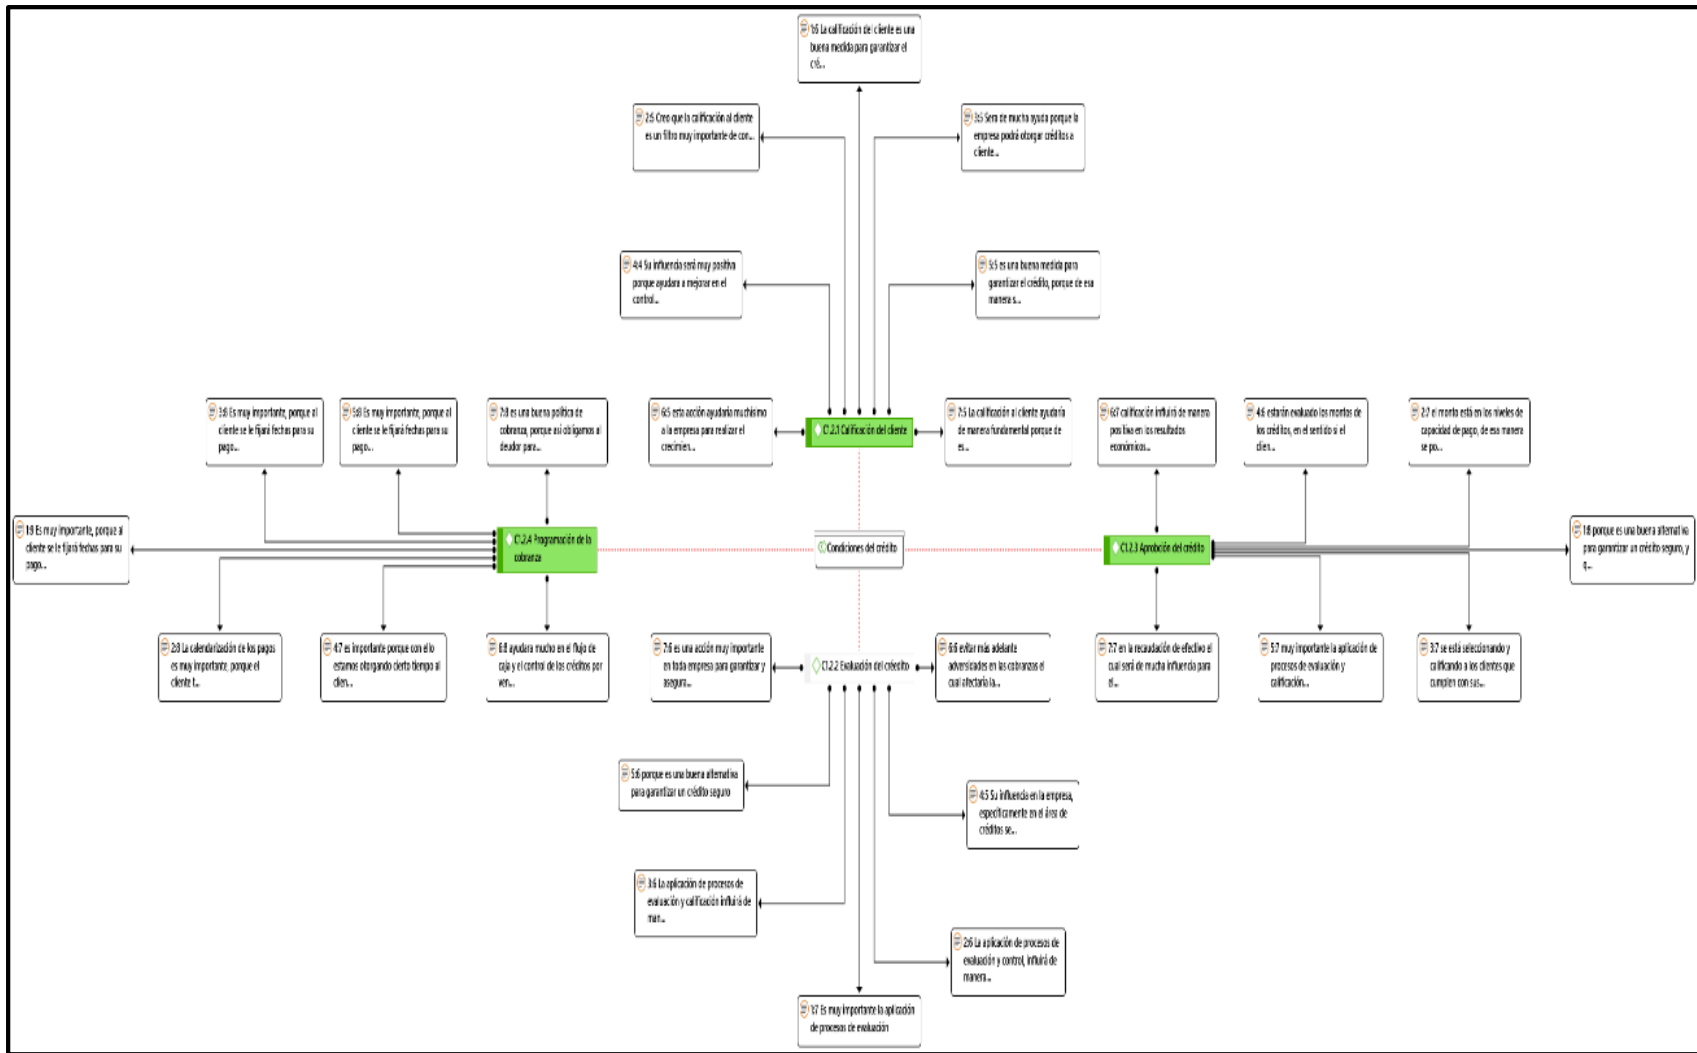 1:6 La calificación del cliente es una
buena medida para garantizar el
cré...
2:5 Creo que la calificación al cliente
es un filtro muy importante de con...
3:5 Sera de mucha ayuda porque la
empresa podrá otorgar créditos a
cliente...
4:4 Su influencia será muy positiva
porque ayudara a mejorar en el
control...
5:5 es una buena medida para
garantizar el crédito, porque de esa
manera s...
3:8 Es muy importante, porque al
cliente se le fijará fechas para su
pago...
5:8 Es muy importante, porque al
cliente se le fijará fechas para su
pago...
7:8 es una buena política de
cobranza, porque asi obligamos al
deudor para...
6:5 esta acción ayudaria muchísimo
a la empresa para realizar el
crecimien...
C1.2.1 Calificación del cliente
7:5 La calificación al cliente ayudaría
de manera fundamental porque de
es...
6:7 calificación influirá de manera
positiva en los resultados
económicos...
4:6 estarán evaluado los montos de
los créditos, en el sentido si el
clien...
2:7 el monto está en los niveles de
capacidad de pago, de esa manera
se po...
1:9 Es muy importante, porque al
cliente se le fijará fechas para su
pago...
C1.2.4 Programación de la
cobranza
Condiciones del crédito
C1.2.3 Aprobción del crédito
1:8 porque es una buena alternativa
para garantizar un crédito seguro, y
q...
2:8 La calendarización de los pagos
es muy importante, porque el
cliente t...
4:7 es importante porque con ello
estamos otorgando cierto tiempo al
clien...
6:8 ayudara mucho en el flujo de
caja y el control de los créditos por
ven...
7:6 es una acción muy importante
en toda empresa para garantizar y
asegura...
C1.2.2 Evaluación del créedito
6:6 evitar más adelante
adversidades en las cobranzas el
cual afectaría la...
7:7 en la recaudación de efectivo el
cual será de mucha influencia para
el...
5:7 muy importante la aplicación de
procesos de evaluación y
calificación...
3:7 se está seleccionando y
calificando a los clientes que
cumplen con sus...
5:6 porque es una buena alternativa
para garantizar un crédito seguro
4:5 Su influencia en la empresa,
específicamente en el área de
créditos se...
3:6 La aplicación de procesos de
evaluación y calificación influirá de
man...
2:6 La aplicación de procesos de
evaluación y control, influirá de
manera...
1:7 Es muy importante la aplicación
de procesos de evaluación